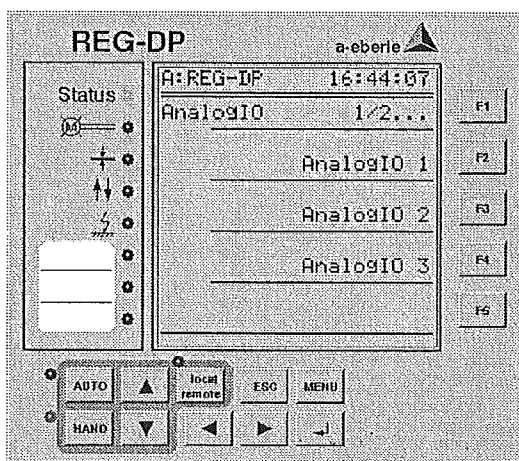 REG-DP
a-eberle
Status
M
A:REG-DP 16:44:07
AnalogIO 1/2...
AnalogIO 1
AnalogIO 2
AnalogIO 3
F1
F2
F3
F4
F5
AUTO
local
remote
ESC
MENU
HAND